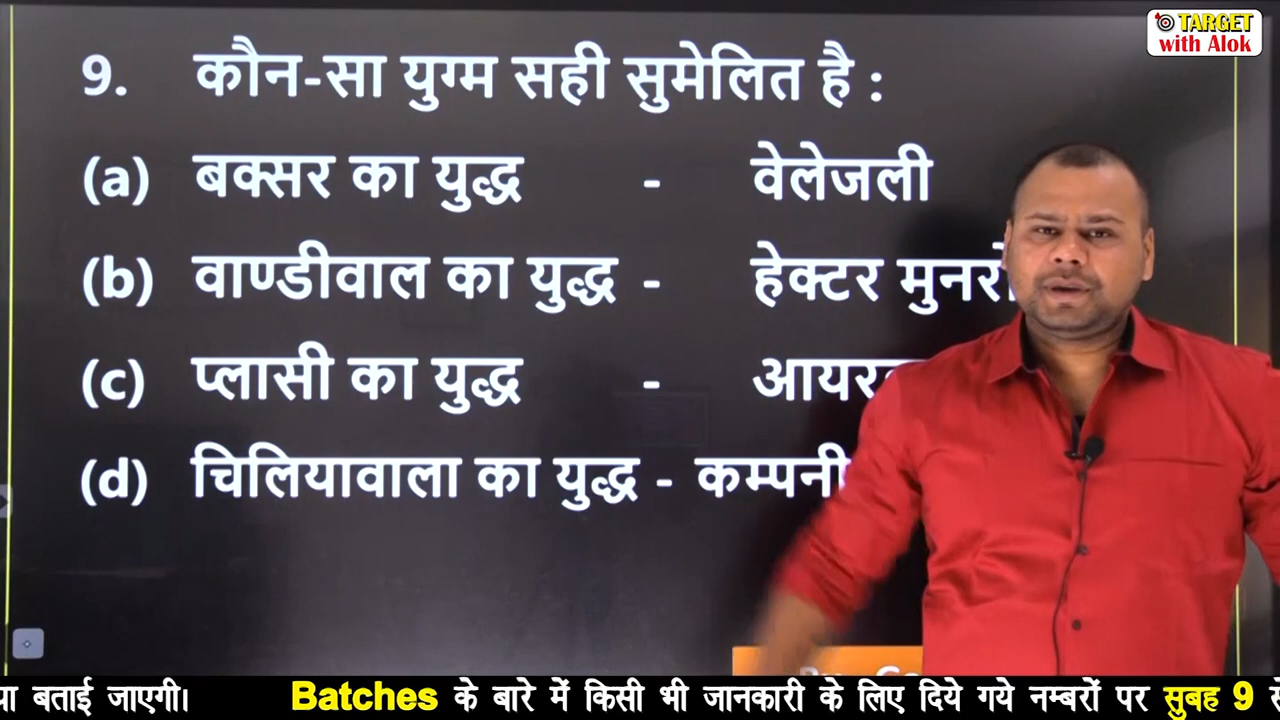 TARGET
with Alok
9. कौन-सा युग्म सही सुमेलित है :
(a) बक्सर का युद्ध - वेलेजली
(b) वाण्डीवाल का युद्ध - हेक्टर मुनरो
(c) प्लासी का युद्ध -
(d) चिलियावाला का युद्ध - कम्पनी
बताई जाएगी। Batches के बारे में किसी भी जानकारी के लिए दिये गये नम्बरों पर सुबह 9